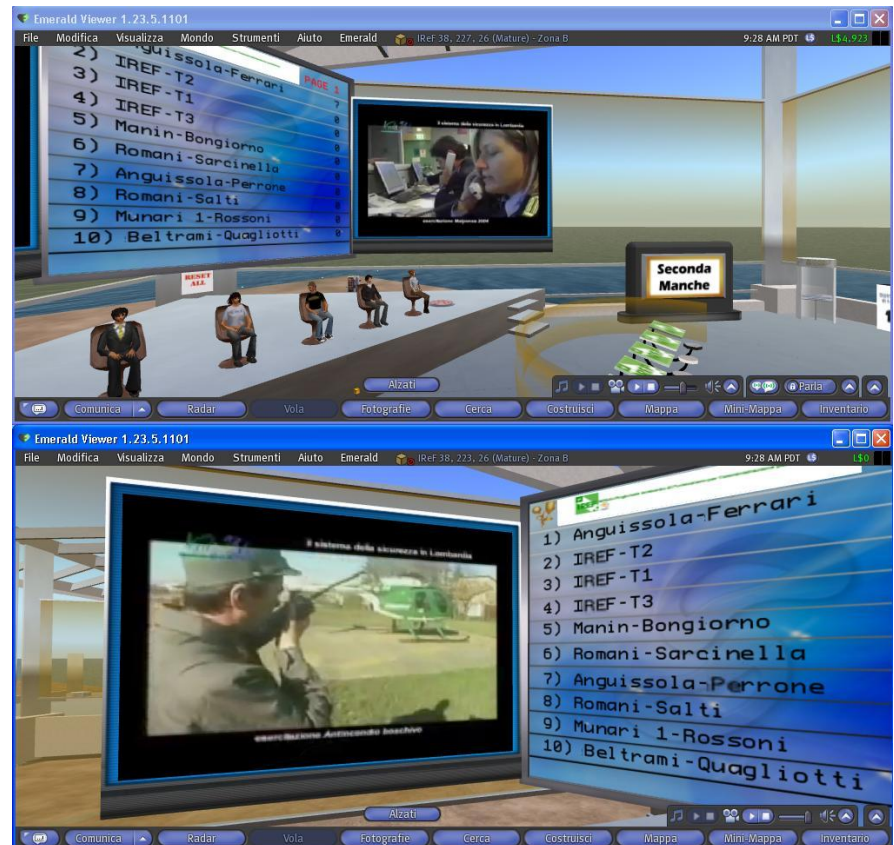 Emerald Viewer 1.23.5.1101
File Modifica Visualizza Mondo Strumenti Aiuto Emerald IRef 38, 227, 26 (Mature) - Zona B 9:28 AM PDT L$4,923
PAGE 1
2) IREF-T2
3) IREF-T1
4) IREF-T3
5) Manin-Bongiorno
6) Romani-Sarcinella
7) Anguissola-Perrone
8) Romani-Salti
9) Munari 1-Rossoni
10) Beltrami-Quagliotti
il sistema della sicurezza in Lombardia
esercitazione Malpensa 2004
RESET
ALL
Seconda
Manche
Alzati
Parla
Comunica Radar Vola Fotografie Cerca Costruisci Mappa Mini-Mappa Inventario
Emerald Viewer 1.23.5.1101
File Modifica Visualizza Mondo Strumenti Aiuto Emerald IRef 38, 223, 26 (Mature) - Zona B 9:28 AM PDT L$0
il sistema della sicurezza in Lombardia
esercitazione Antincendio boschivo
IREF
1) Anguissola-Ferrari
2) IREF-T2
3) IREF-T1
4) IREF-T3
5) Manin-Bongiorno
6) Romani-Sarcinella
7) Anguissola-Perrone
8) Romani-Salti
9) Munari 1-Rossoni
10) Beltrami-Quagliotti
Alzati
Comunica Radar Vola Fotografie Cerca Costruisci Mappa Mini-Mappa Inventario